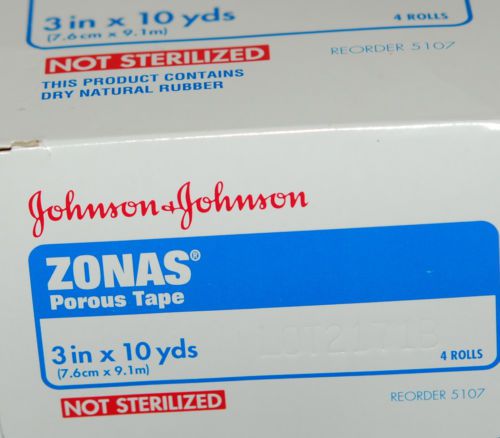 3 in x 10 yds
4 ROLLS
(7.6cm x 9.1m)
REORDER 5107
NOT STERILIZED
THIS PRODUCT CONTAINS
DRY NATURAL RUBBER
Johnson & Johnson
ZONAS®
Porous Tape
LOT2171B
3 in x 10 yds
4 ROLLS
(7.6cm x 9.1m)
REORDER 5107
NOT STERILIZED